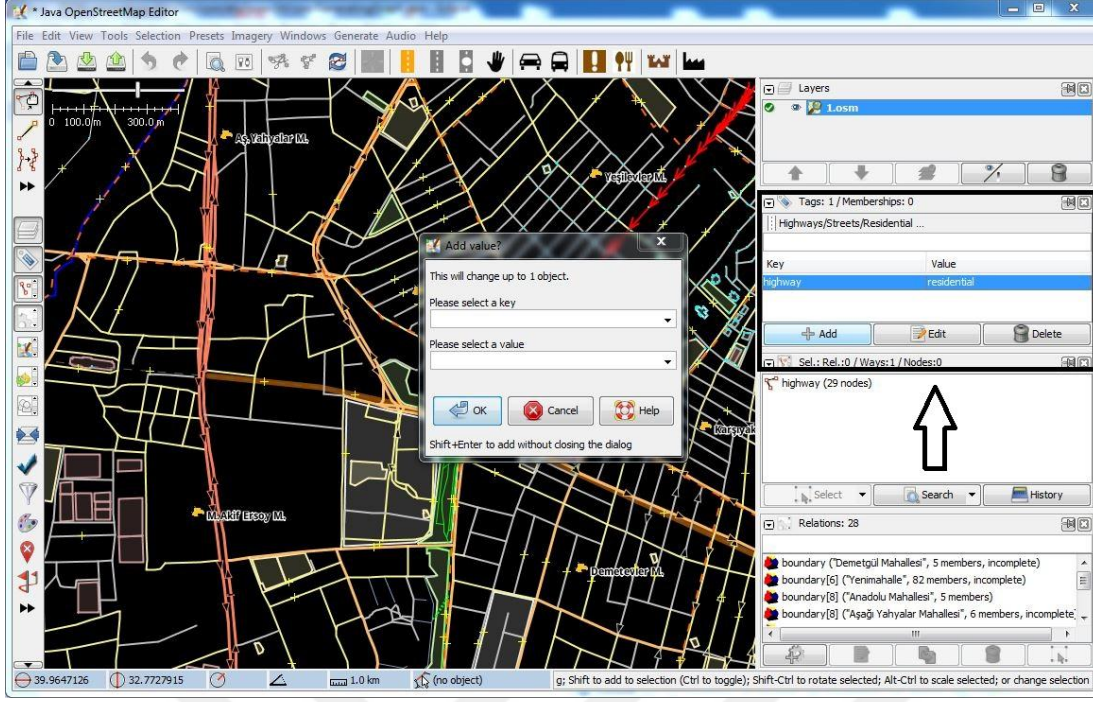 * Java OpenStreetMap Editor
File Edit View Tools Selection Presets Imagery Windows Generate Audio Help
0 100.0 m 300.0 m
Aş. Yahyalar M.
Yeşilevler M.
Layers
1.osm
Tags: 1 / Memberships: 0
Highways/Streets/Residential ...
Key Value
highway residential
Add Edit Delete
Add value?
This will change up to 1 object.
Please select a key
Please select a value
OK Cancel Help
Shift+Enter to add without closing the dialog
Sel.: Rel.:0 / Ways:1 / Nodes:0
highway (29 nodes)
Select Search History
M.Akif Ersoy M.
Demetevler M.
Relations: 28
boundary ("Demetgül Mahallesi", 5 members, incomplete)
boundary[6] ("Yenimahalle", 82 members, incomplete)
boundary[8] ("Anadolu Mahallesi", 5 members)
boundary[8] ("Aşağı Yahyalar Mahallesi", 6 members, incomplete)
39.9647126 32.7727915 1.0 km (no object) g; Shift to add to selection (Ctrl to toggle); Shift-Ctrl to rotate selected; Alt-Ctrl to scale selected; or change selection